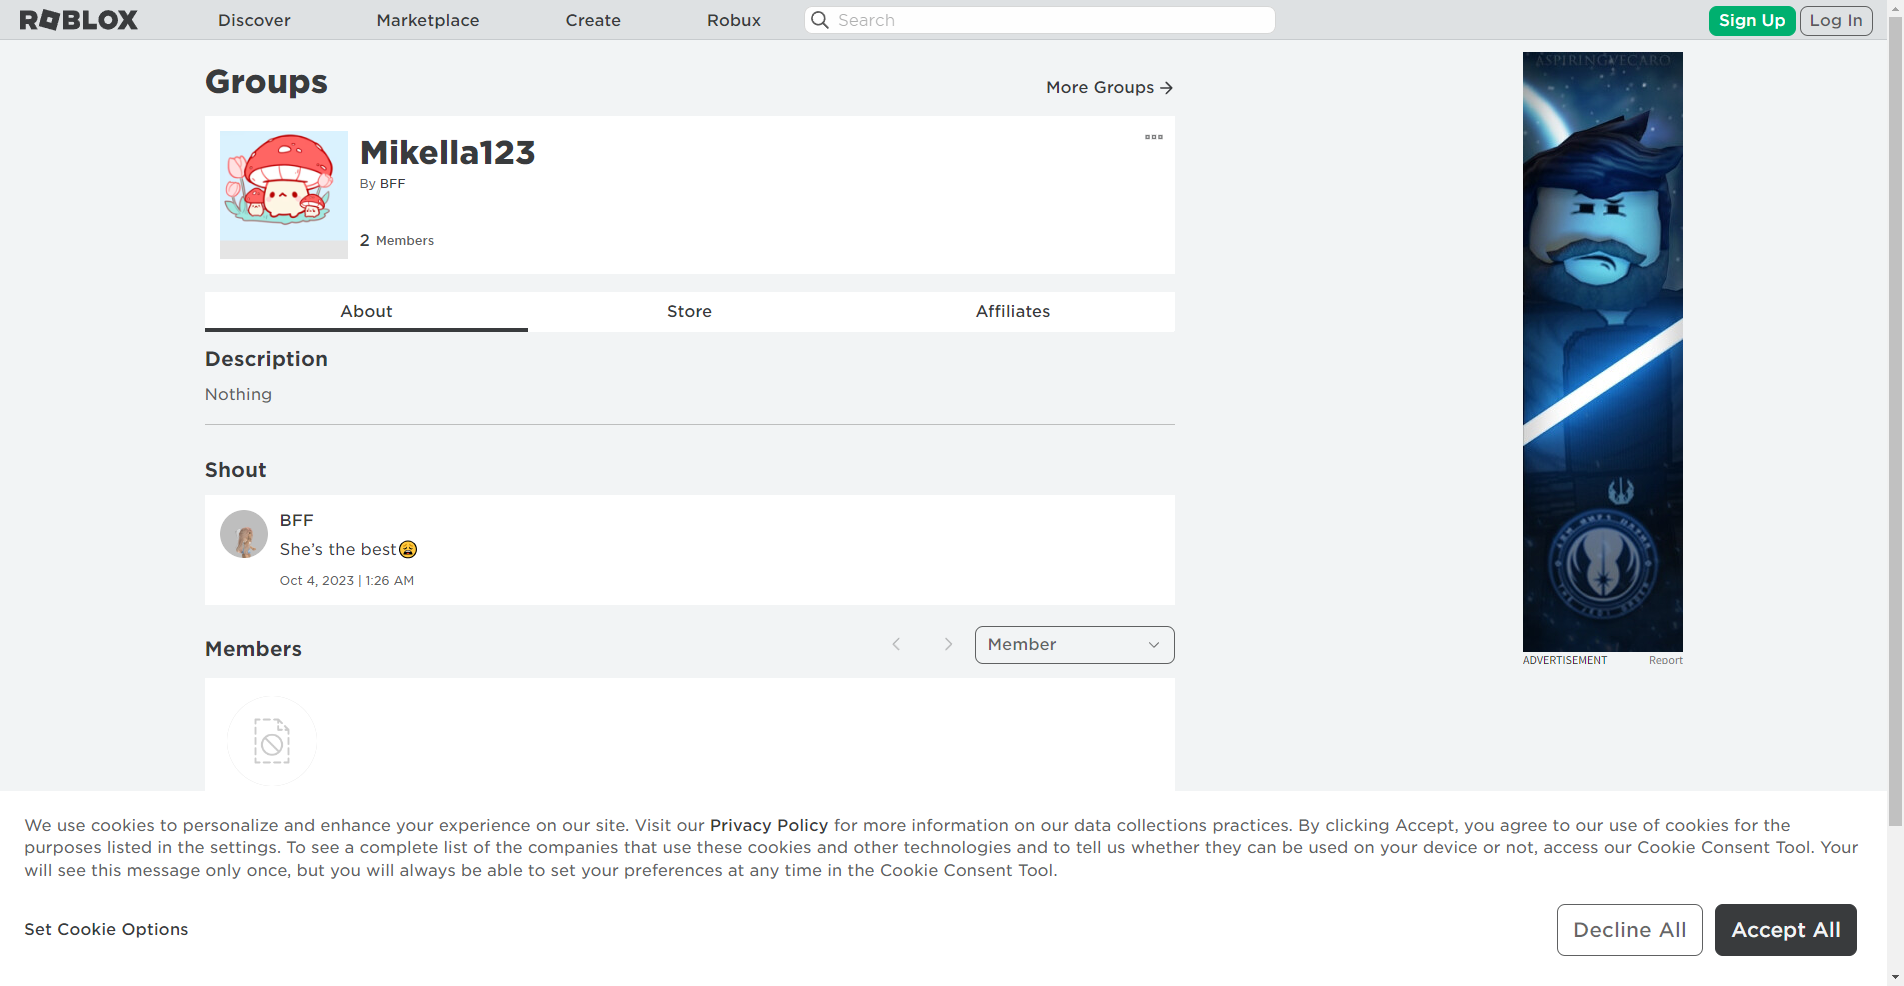 ROBLOX Discover Marketplace Create Robux Search Sign Up Log In
Groups
More Groups
Mikella123
By BFF
2 Members
About Store Affiliates
Description
Nothing
Shout
BFF
She’s the best😩
Oct 4, 2023 | 1:26 AM
Members
Member
ASPIRINGVECARO
ADVERTISEMENT Report
We use cookies to personalize and enhance your experience on our site. Visit our Privacy Policy for more information on our data collections practices. By clicking Accept, you agree to our use of cookies for the
purposes listed in the settings. To see a complete list of the companies that use these cookies and other technologies and to tell us whether they can be used on your device or not, access our Cookie Consent Tool. Your
will see this message only once, but you will always be able to set your preferences at any time in the Cookie Consent Tool.
Set Cookie Options
Decline All
Accept All